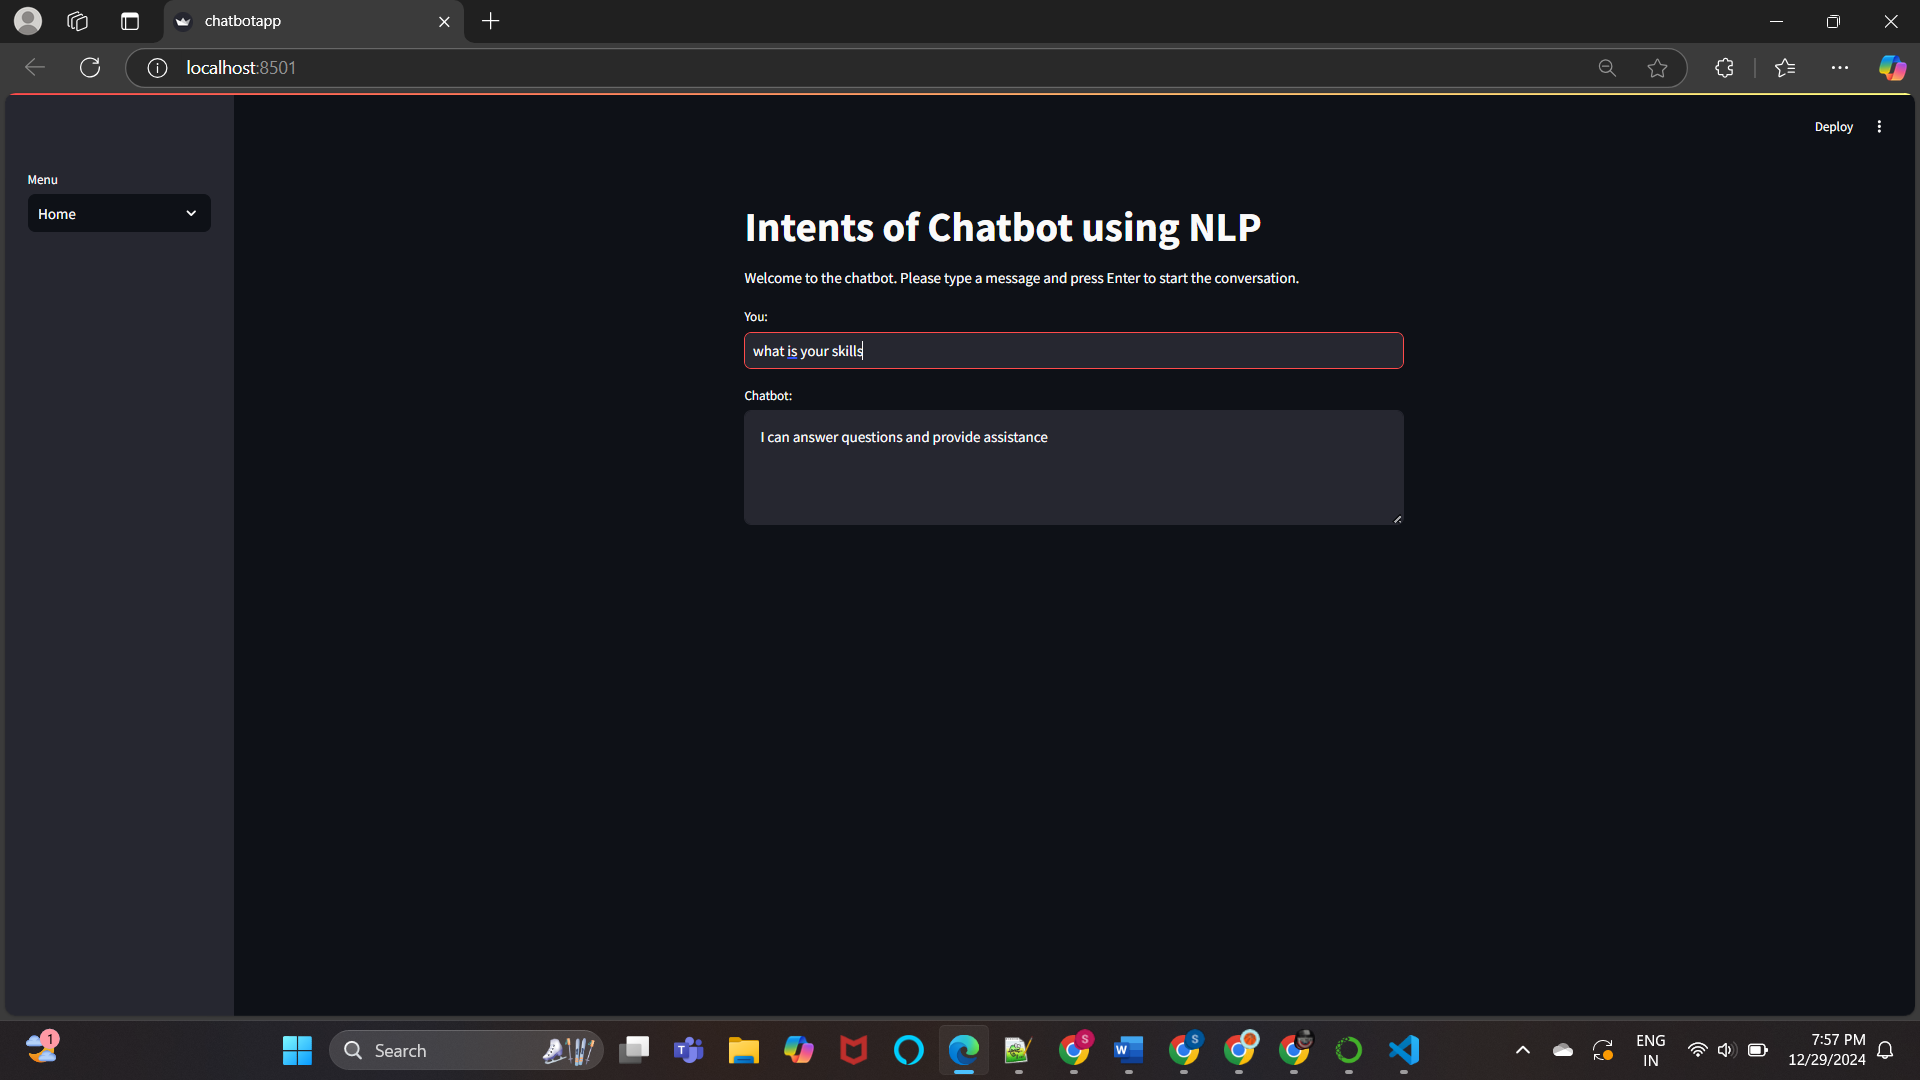 chatbotapp
localhost:8501
Deploy
Menu
Home
Intents of Chatbot using NLP
Welcome to the chatbot. Please type a message and press Enter to start the conversation.
You:
what is your skills
Chatbot:
I can answer questions and provide assistance
1
Search
T
S
W
S
ENG
IN
7:57 PM
12/29/2024